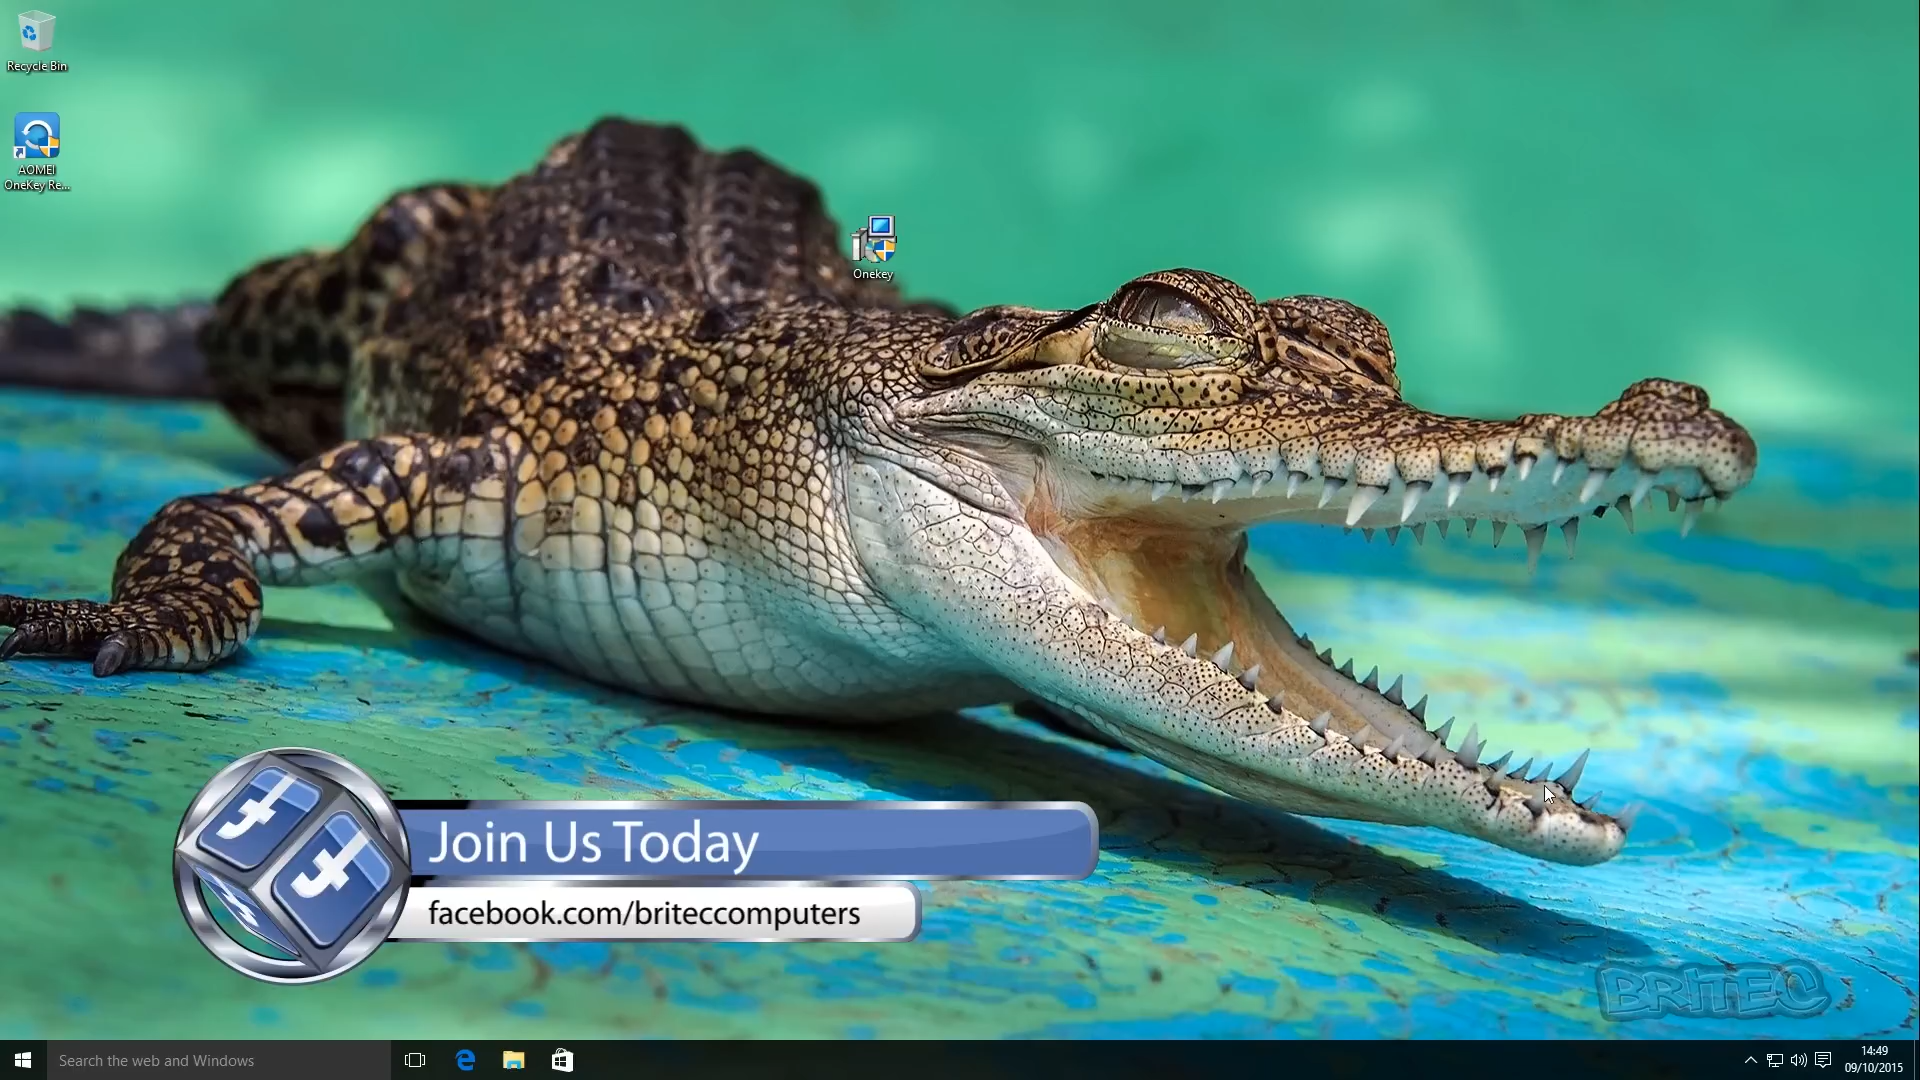 Recycle Bin
AOMEI
OneKey Re...
Onekey
Join Us Today
facebook.com/briteccomputers
BRITEC
Search the web and Windows
14:49
09/10/2015